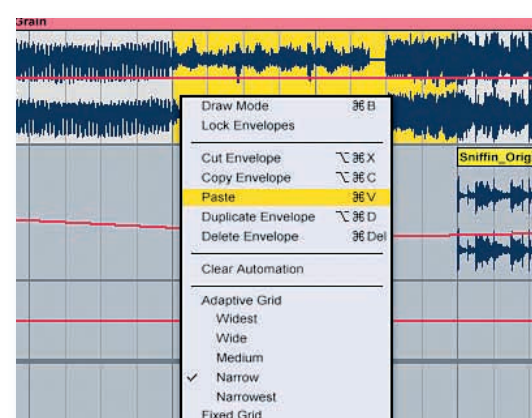 Grain
Draw Mode ⌘B
Lock Envelopes
Cut Envelope ⌥⌘X
Copy Envelope ⌥⌘C
Sniffin_Orig
Paste ⌘V
Duplicate Envelope ⌥⌘D
Delete Envelope ⌘Del
Clear Automation
Adaptive Grid
Widest
Wide
Medium
✓ Narrow
Narrowest
Fixed Grid